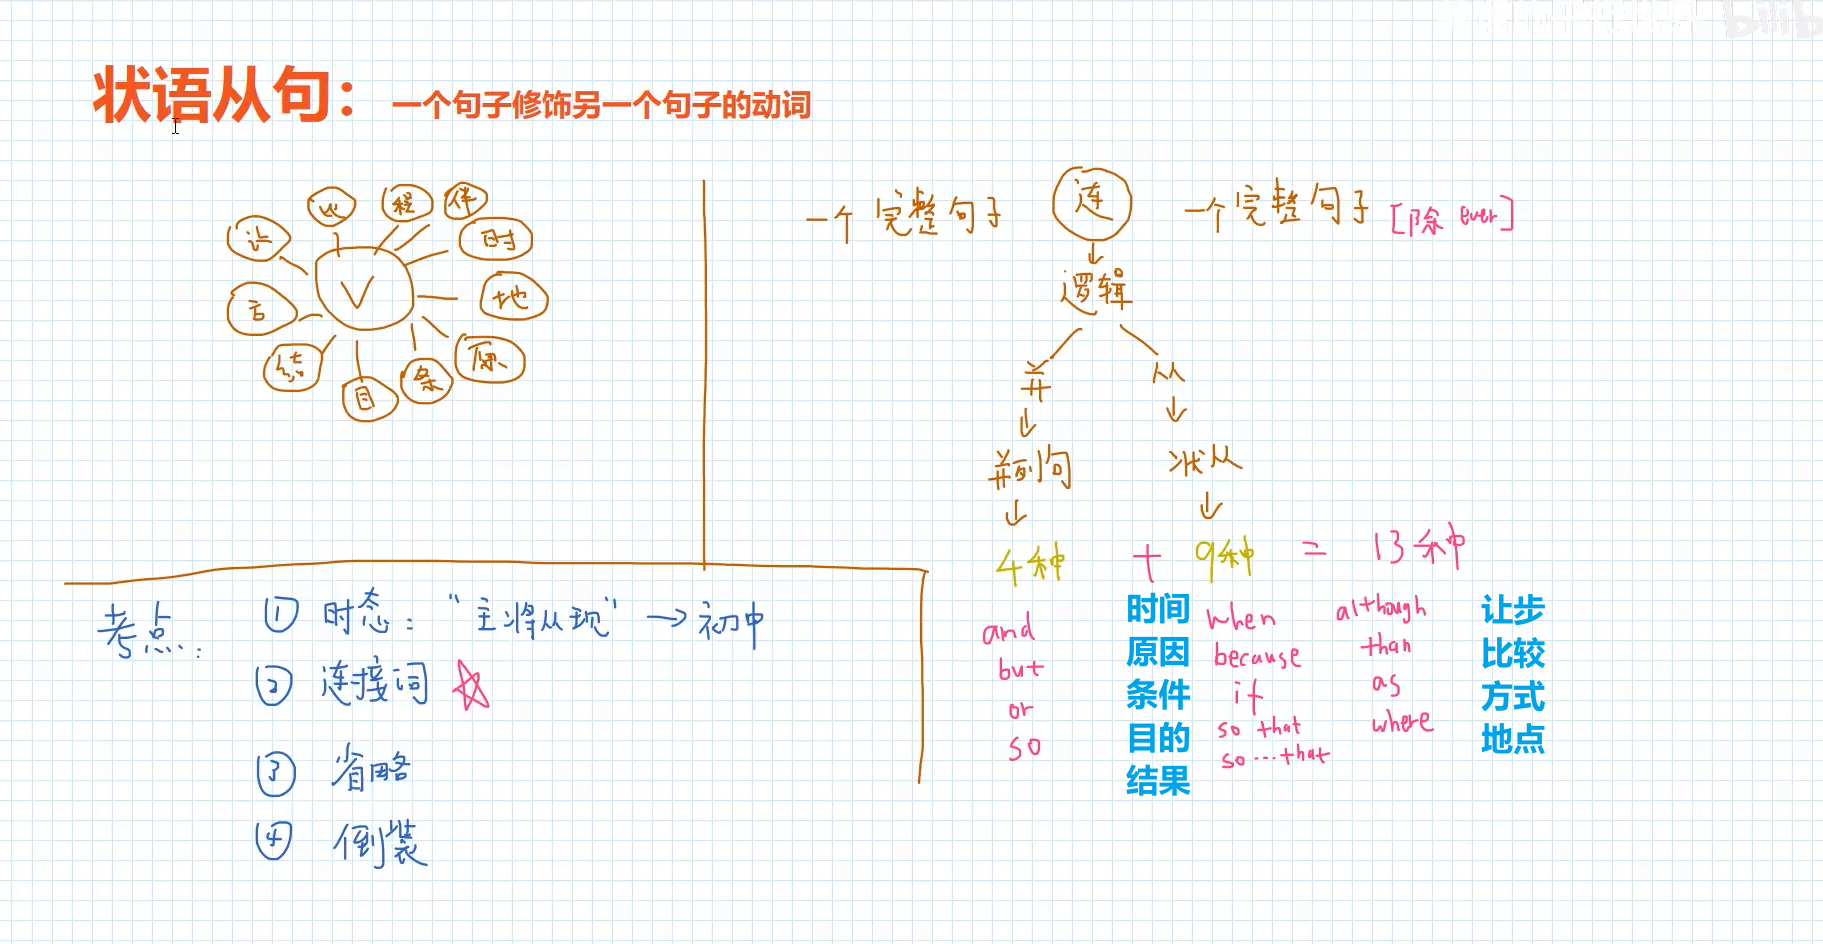 状语从句：一个句子修饰另一个句子的动词
让 比 程 伴
时
方 V 地
结 目 条 原
一个完整句子 连 一个完整句子 [除 ever]
逻辑
并 从
并列句 状从
4种 + 9种 = 13种
and
but
or
so
时间 when although 让步
原因 because than 比较
条件 if as 方式
目的 so that where 地点
结果 so…that
考点：
① 时态："主将从现" → 初中
② 连接词
③ 省略
④ 倒装
bilib